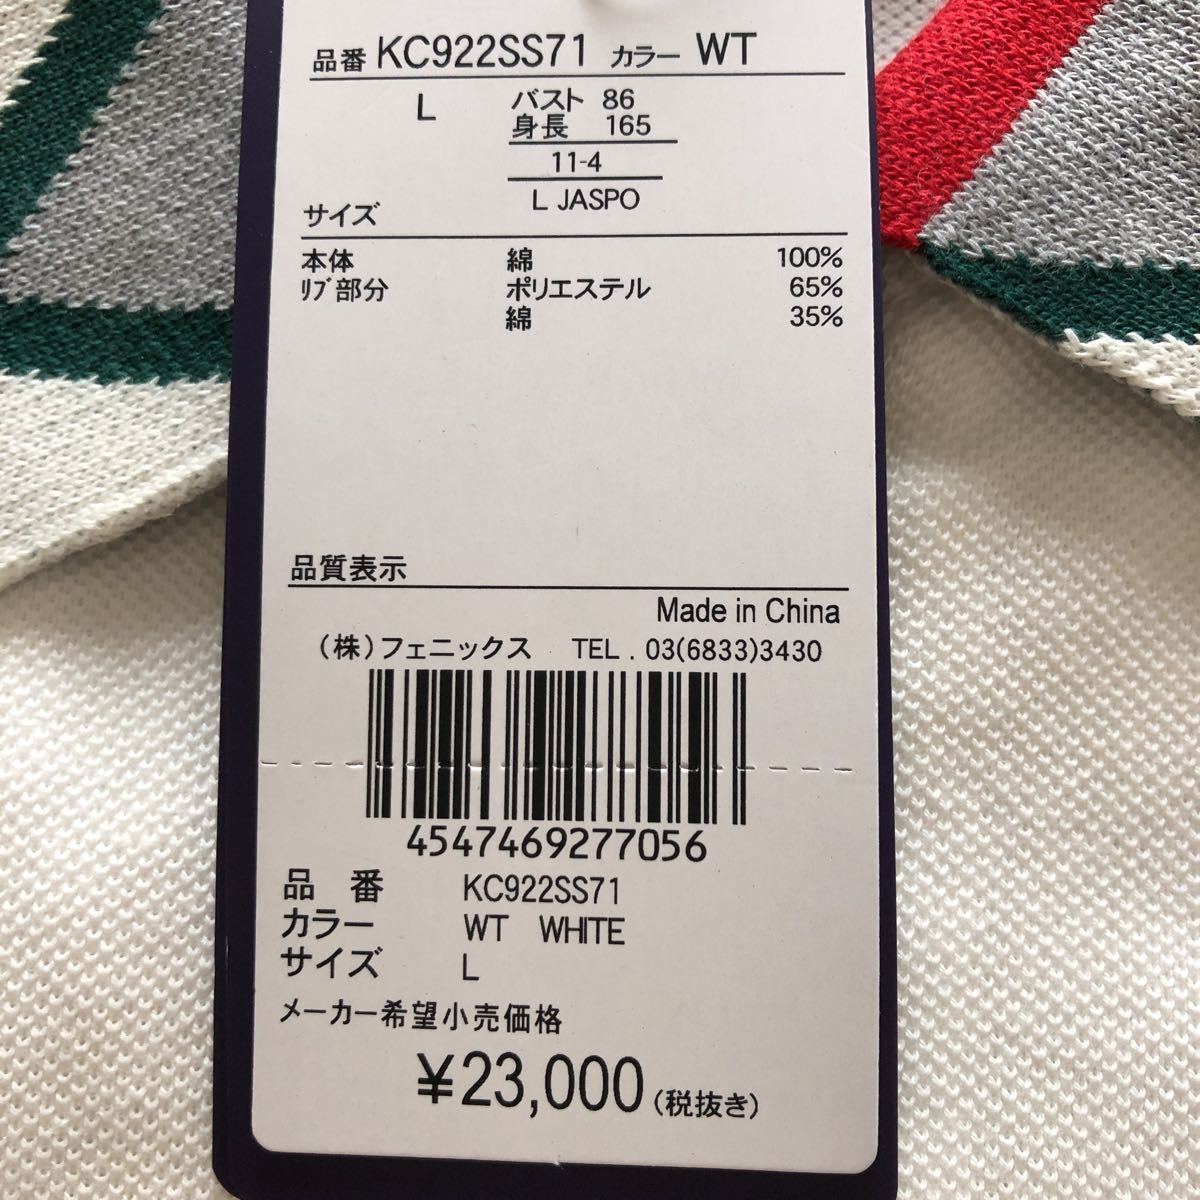 品番 KC922SS71 カラー WT
L バスト 86
身長 165
11-4
L JASPO
サイズ
本体 綿 100%
ﾘﾌﾞ部分 ポリエステル 65%
綿 35%
品質表示
Made in China
(株)フェニックス TEL . 03(6833)3430
4547469277056
品 番 KC922SS71
カラー WT WHITE
サイズ L
メーカー希望小売価格
¥23,000(税抜き)